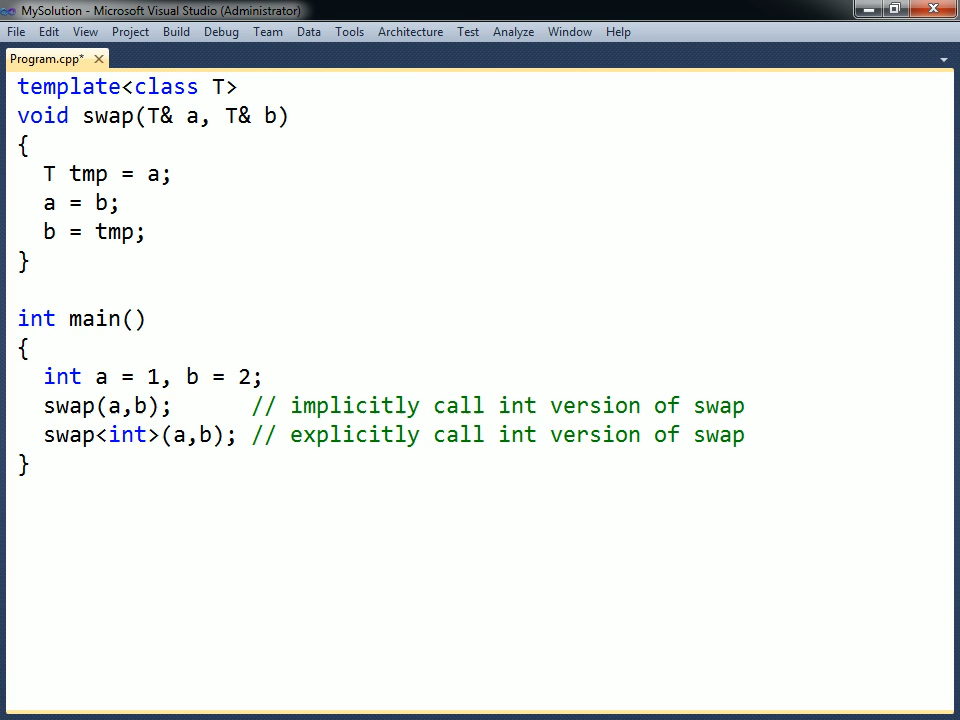 MySolution - Microsoft Visual Studio (Administrator)
File Edit View Project Build Debug Team Data Tools Architecture Test Analyze Window Help
Program.cpp*
template<class T>
void swap(T& a, T& b)
{
  T tmp = a;
  a = b;
  b = tmp;
}
int main()
{
  int a = 1, b = 2;
  swap(a,b);      // implicitly call int version of swap
  swap<int>(a,b); // explicitly call int version of swap
}